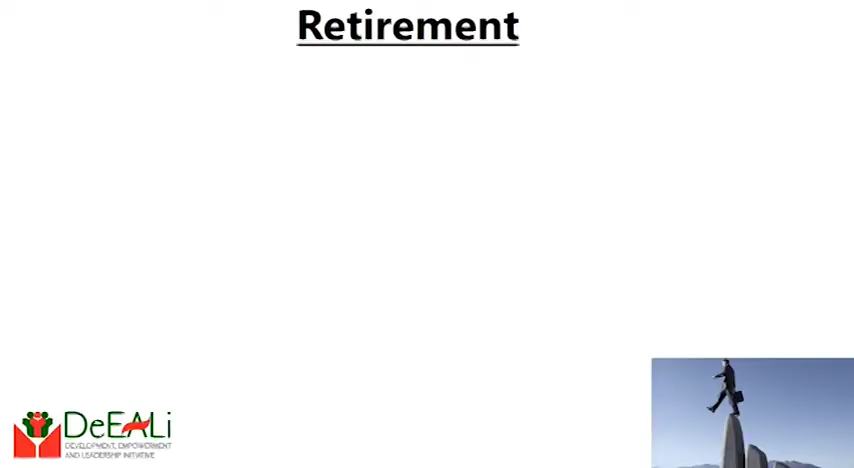 Retirement
DeEALi
DEVELOPMENT, EMPOWERMENT
AND LEADERSHIP INITIATIVE